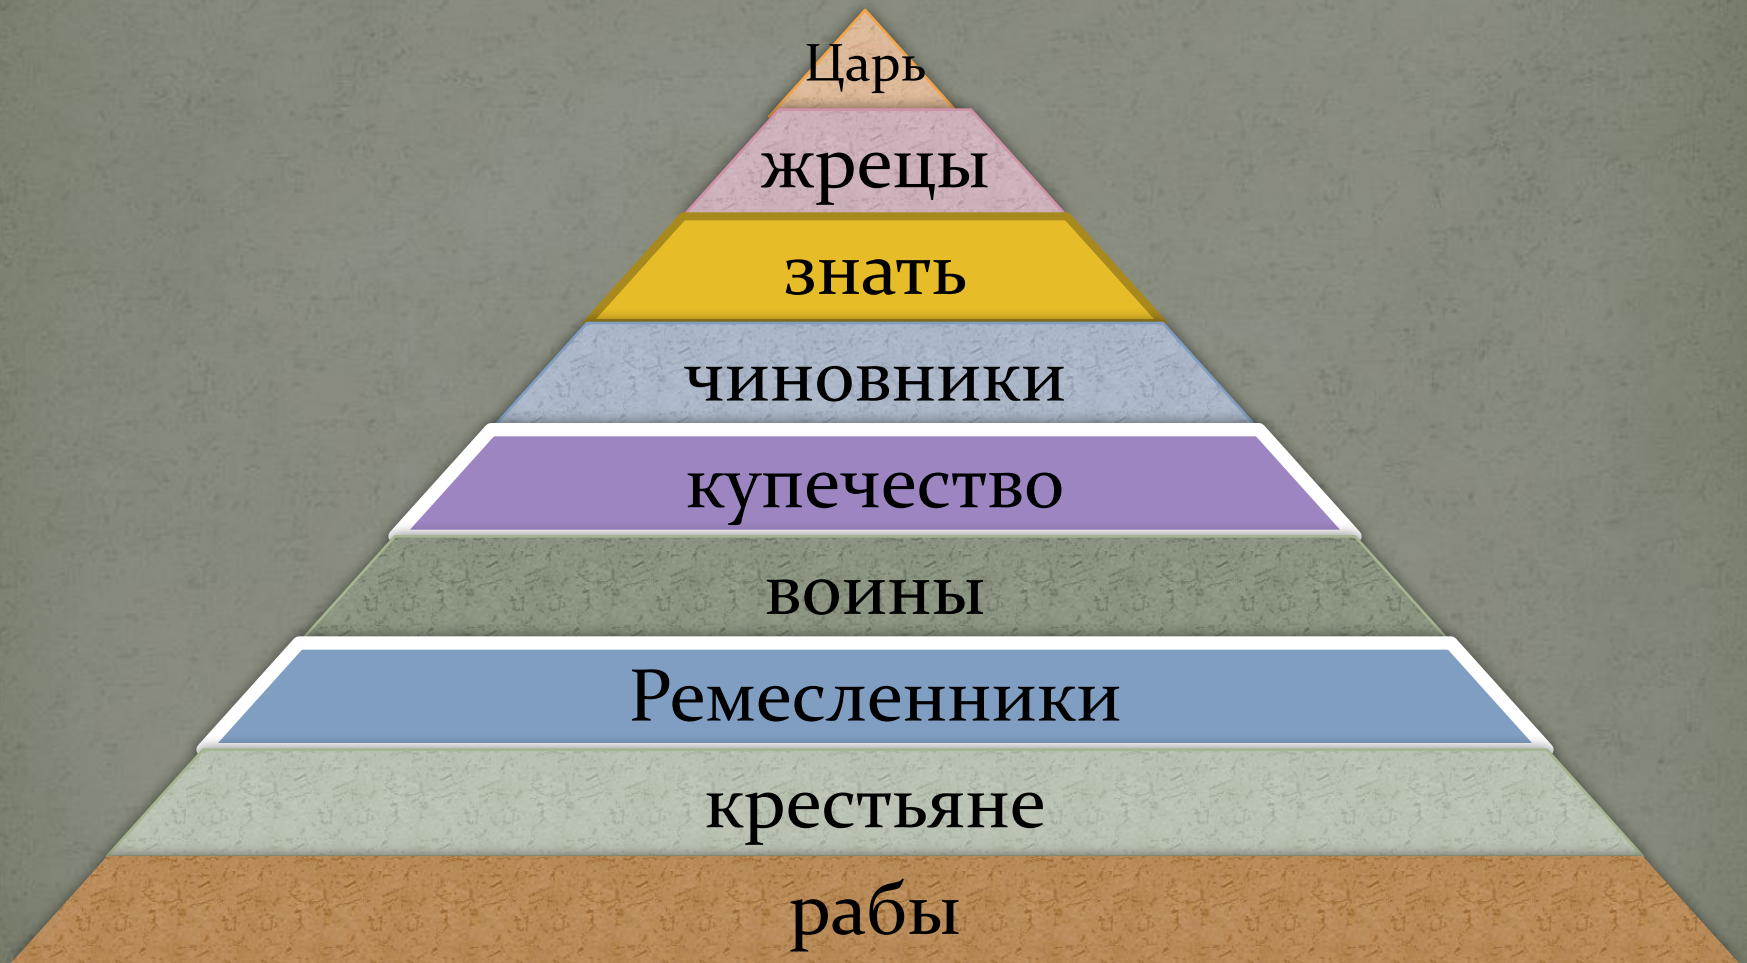 Царь
жрецы
знать
чиновники
купечество
воины
Ремесленники
крестьяне
рабы